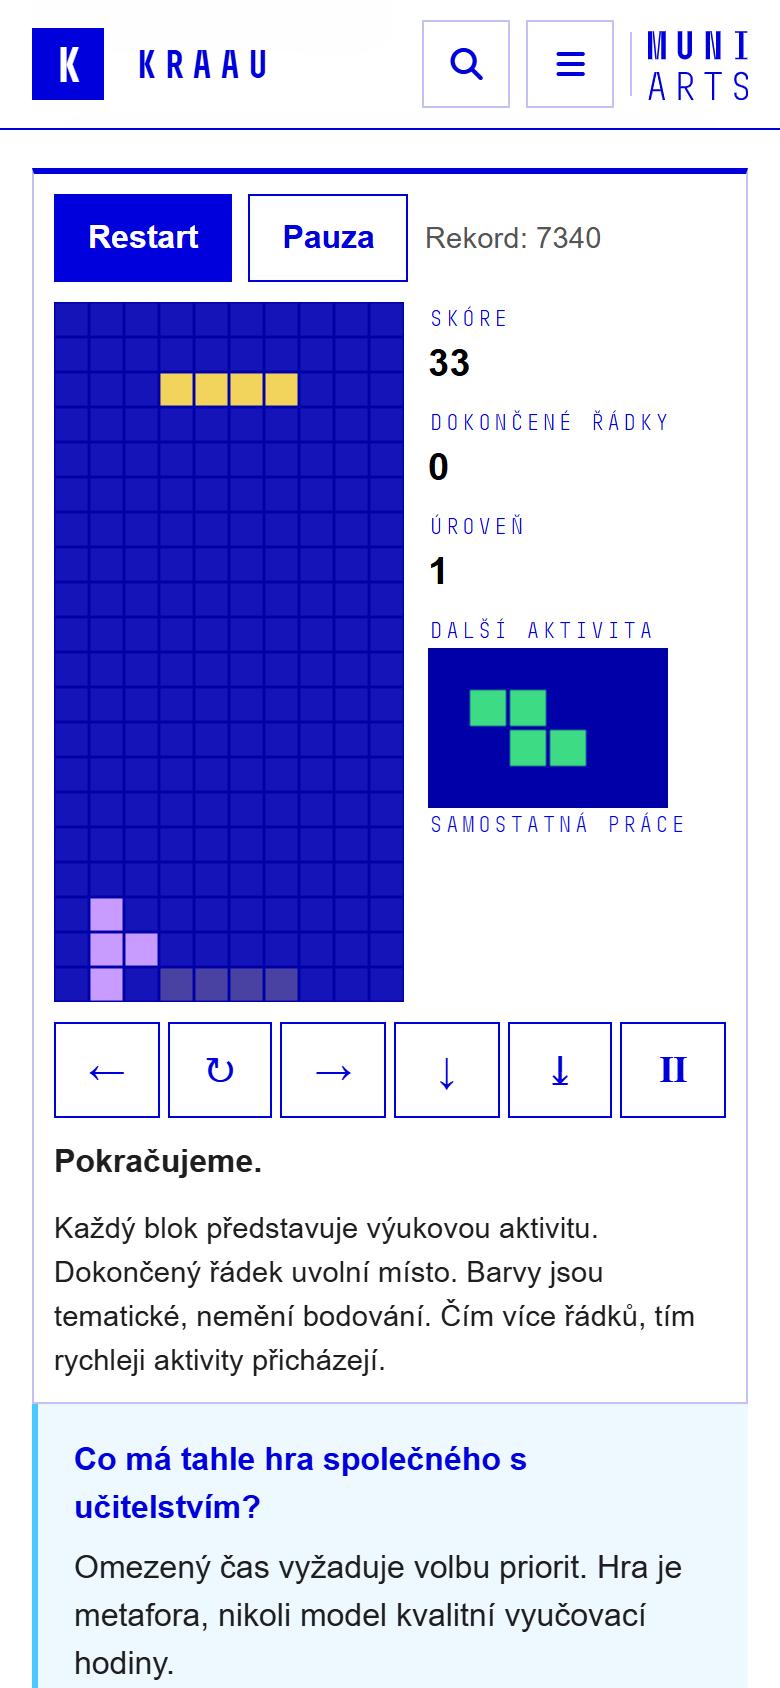 K KRAAU
MUNI
ARTS
Restart Pauza Rekord: 7340
SKÓRE
33
DOKONČENÉ ŘÁDKY
0
ÚROVEŇ
1
DALŠÍ AKTIVITA
SAMOSTATNÁ PRÁCE
← ↻ → ↓ ⤓ II
Pokračujeme.
Každý blok představuje výukovou aktivitu.
Dokončený řádek uvolní místo. Barvy jsou
tematické, nemění bodování. Čím více řádků, tím
rychleji aktivity přicházejí.
Co má tahle hra společného s
učitelstvím?
Omezený čas vyžaduje volbu priorit. Hra je
metafora, nikoli model kvalitní vyučovací
hodiny.